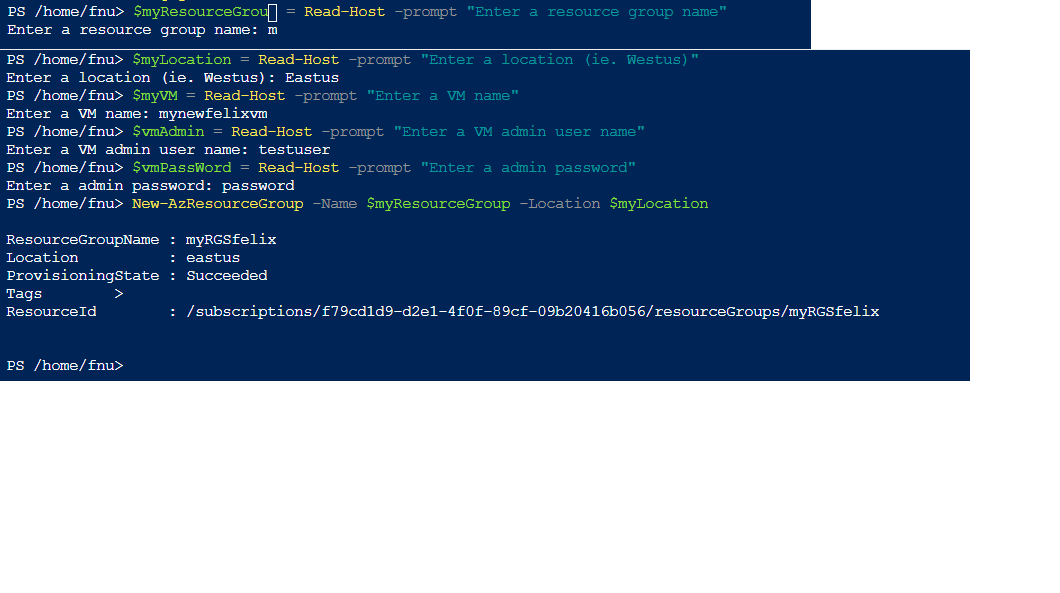 PS /home/fnu> $myResourceGrou = Read-Host -prompt "Enter a resource group name"
Enter a resource group name: m
PS /home/fnu> $myLocation = Read-Host -prompt "Enter a location (ie. Westus)"
Enter a location (ie. Westus): Eastus
PS /home/fnu> $myVM = Read-Host -prompt "Enter a VM name"
Enter a VM name: mynewfelixvm
PS /home/fnu> $vmAdmin = Read-Host -prompt "Enter a VM admin user name"
Enter a VM admin user name: testuser
PS /home/fnu> $vmPassWord = Read-Host -prompt "Enter a admin password"
Enter a admin password: password
PS /home/fnu> New-AzResourceGroup -Name $myResourceGroup -Location $myLocation
ResourceGroupName : myRGSfelix
Location : eastus
ProvisioningState : Succeeded
Tags >
ResourceId : /subscriptions/f79cd1d9-d2e1-4f0f-89cf-09b20416b056/resourceGroups/myRGSfelix
PS /home/fnu>